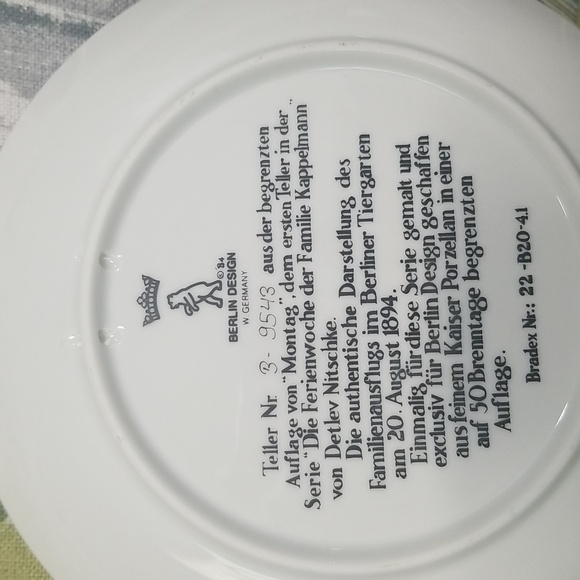 ©84
BERLIN DESIGN
W. GERMANY
Teller Nr. B-9543 aus der begrenzten
Auflage von "Montag", dem ersten Teller in der
Serie "Die Ferienwoche der Familie Kappelmann"
von Detlev Nitschke.
Die authentische Darstellung des
Familienausflugs im Berliner Tiergarten
am 20. August 1894.
Einmalig für diese Serie gemalt und
exclusiv für Berlin Design geschaffen
aus feinem Kaiser Porzellan in einer
auf 50 Brenntage begrenzten
Auflage.
Bradex Nr.: 22-B20-4.1